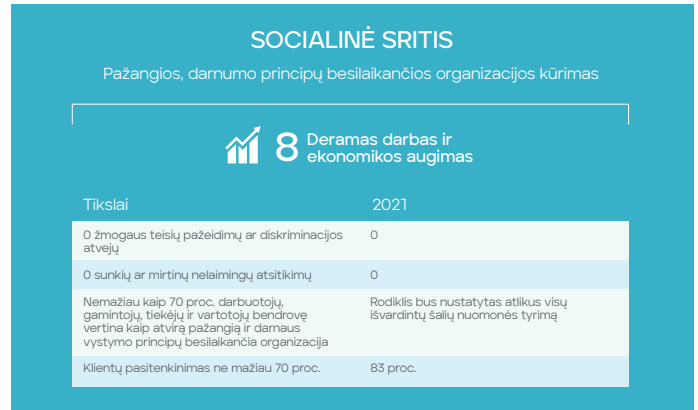 SOCIALINĖ SRITIS
Pažangios, darnumo principų besilaikančios organizacijos kūrimas
8 Deramas darbas ir
ekonomikos augimas
Tikslai 2021
0 žmogaus teisių pažeidimų ar diskriminacijos 0
atvejų
0 sunkių ar mirtinų nelaimingų atsitikimų 0
Nemažiau kaip 70 proc. darbuotojų, Rodiklis bus nustatytas atlikus visų
gamintojų, tiekėjų ir vartotojų bendrovę išvardintų šalių nuomonės tyrimą
vertina kaip atvirą pažangią ir darnaus
vystymo principų besilaikančia organizacija
Klientų pasitenkinimas ne mažiau 70 proc. 83 proc.